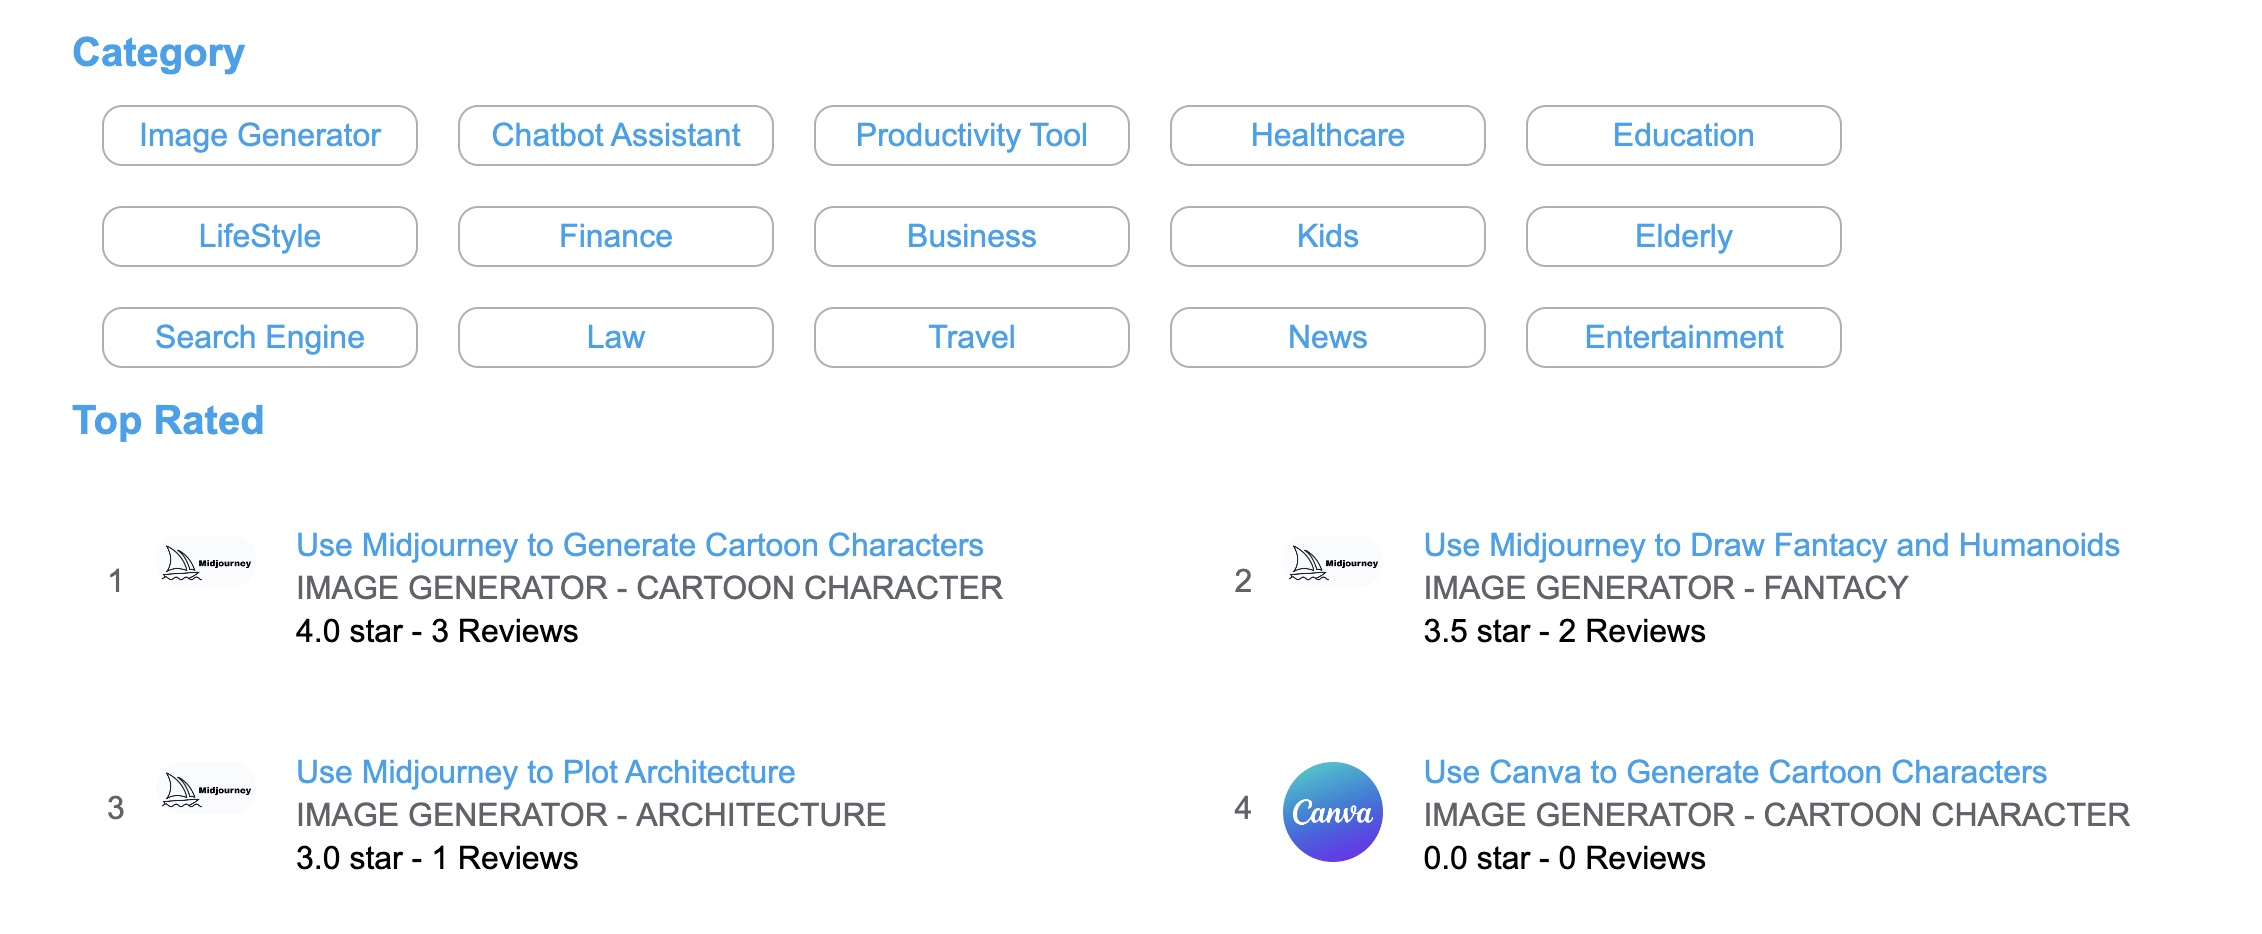 Category
Image Generator
Chatbot Assistant
Productivity Tool
Healthcare
Education
LifeStyle
Finance
Business
Kids
Elderly
Search Engine
Law
Travel
News
Entertainment
Top Rated
1
Midjourney
Use Midjourney to Generate Cartoon Characters
IMAGE GENERATOR - CARTOON CHARACTER
4.0 star - 3 Reviews
2
Midjourney
Use Midjourney to Draw Fantacy and Humanoids
IMAGE GENERATOR - FANTACY
3.5 star - 2 Reviews
3
Midjourney
Use Midjourney to Plot Architecture
IMAGE GENERATOR - ARCHITECTURE
3.0 star - 1 Reviews
4
Canva
Use Canva to Generate Cartoon Characters
IMAGE GENERATOR - CARTOON CHARACTER
0.0 star - 0 Reviews